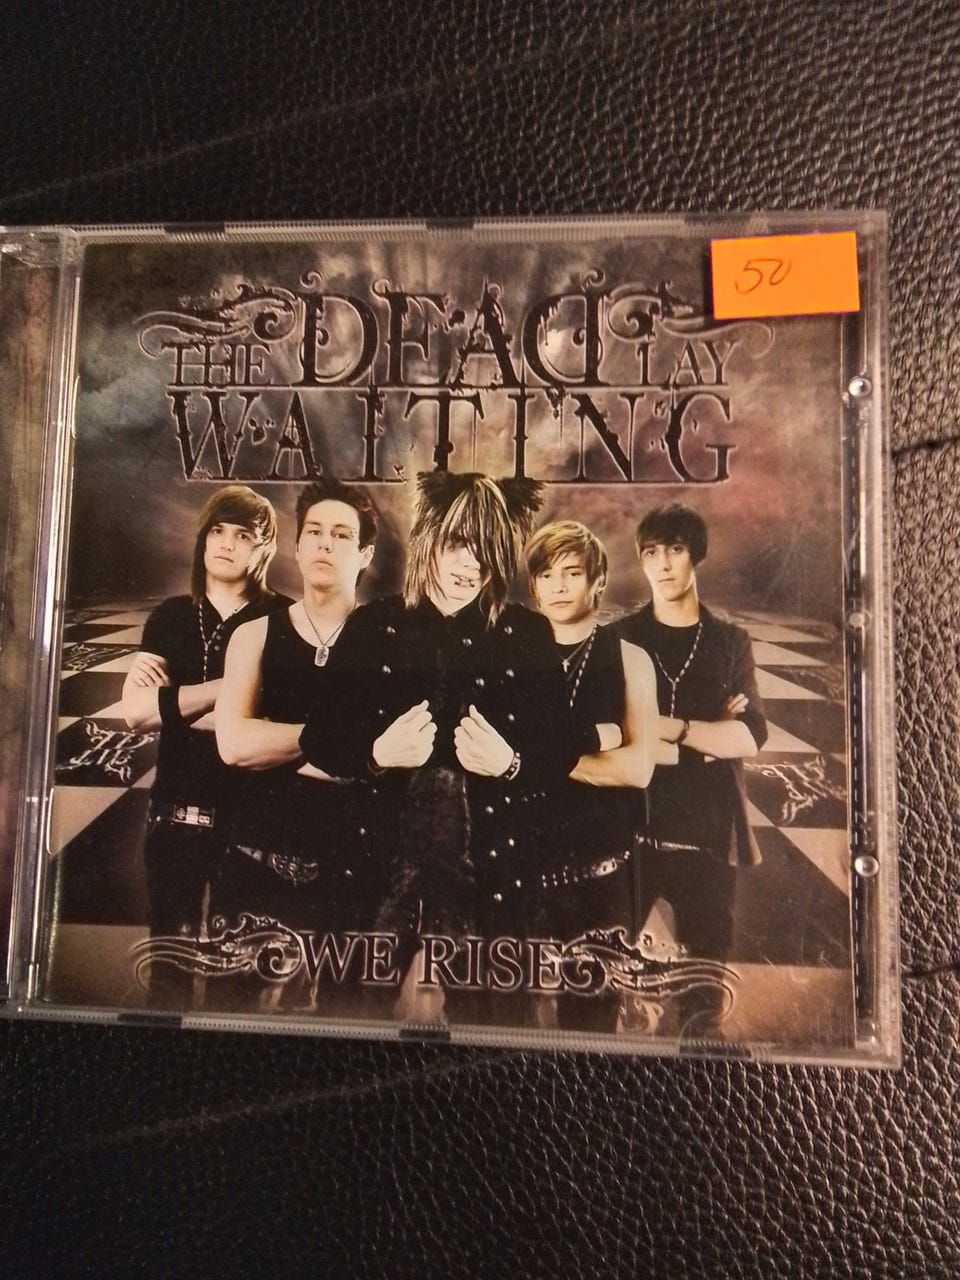 50
THE DEAD LAY
WAITING
WE RISE